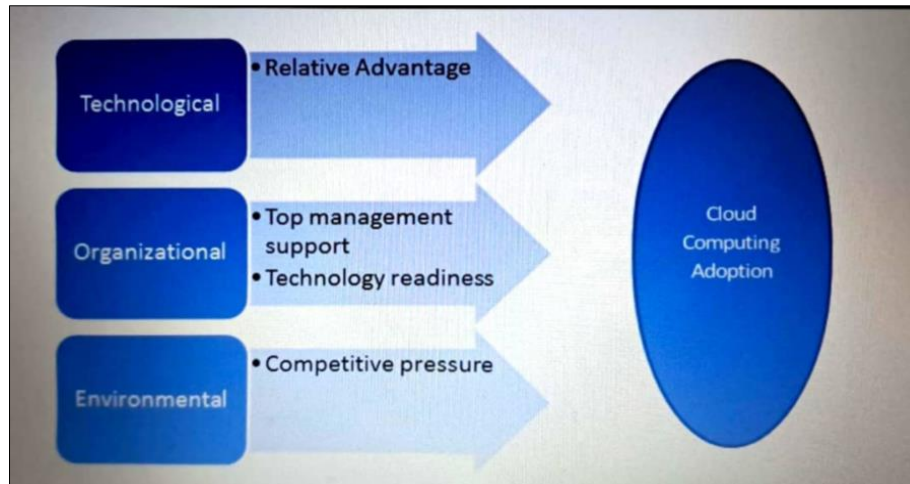 Technological
• Relative Advantage
Organizational
• Top management
support
• Technology readiness
Environmental
• Competitive pressure
Cloud
Computing
Adoption